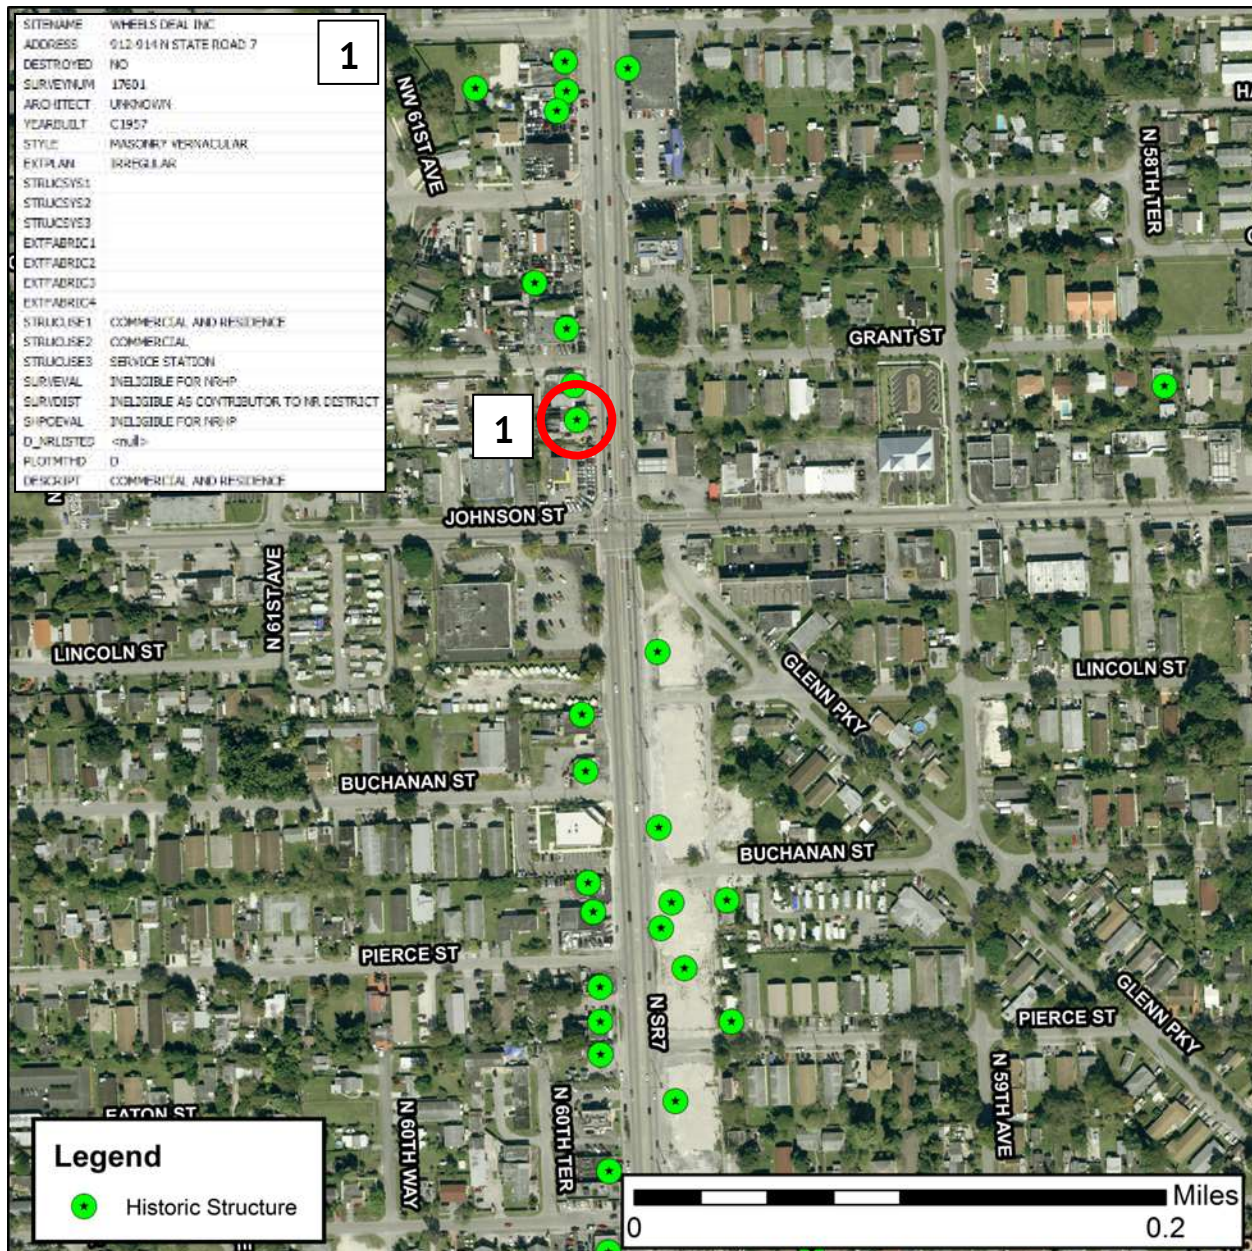 SITENAME WHEELS DEAL INC
ADDRESS 912-914 N STATE ROAD 7
DESTROYED NO
SURVEYNUM 17601
ARCHITECT UNKNOWN
YEARBUILT C1957
STYLE MASONRY VERNACULAR
EXTPLAN IRREGULAR
STRUCSYS1
STRUCSYS2
STRUCSYS3
EXTFABRIC1
EXTFABRIC2
EXTFABRIC3
EXTFABRIC4
STRUCUSE1 COMMERCIAL AND RESIDENCE
STRUCUSE2 COMMERCIAL
STRUCUSE3 SERVICE STATION
SURVEVAL INELIGIBLE FOR NRHP
SURVDIST INELIGIBLE AS CONTRIBUTOR TO NR DISTRICT
SHPOEVAL INELIGIBLE FOR NRHP
D_NRLISTED <null>
PLOTMTHD D
DESCRIPT COMMERCIAL AND RESIDENCE
1
NW 61ST AVE
N 58TH TER
GRANT ST
1
JOHNSON ST
N 61ST AVE
LINCOLN ST
GLENN PKY
LINCOLN ST
BUCHANAN ST
BUCHANAN ST
PIERCE ST
N SR7
GLENN PKY
PIERCE ST
N 59TH AVE
EATON ST
N 60TH WAY
N 60TH TER
Legend
Historic Structure
Miles
0 0.2